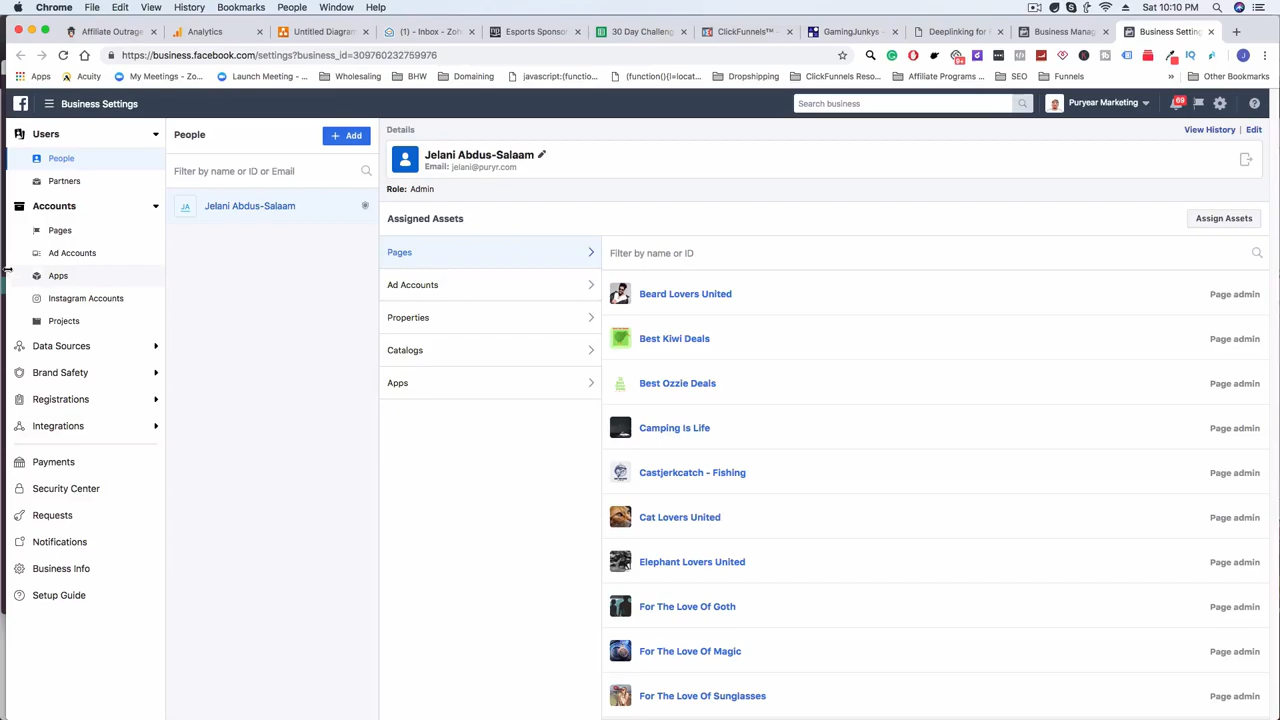 Chrome File Edit View History Bookmarks People Window Help Sat 10:10 PM
Affiliate Outrag Analytics Untitled Diagram (1) - Inbox - Zoh Esports Sponsor 30 Day Challeng ClickFunnels™ GamingJunkys Deeplinking for Business Manag Business Setting
https://business.facebook.com/settings?business_id=309760232759976
Apps Acuity My Meetings - Zo... Launch Meeting -... Wholesaling BHW Domaining javascript:(functio... (function(){i=locat... Dropshipping ClickFunnels Reso... Affiliate Programs ... SEO Funnels » Other Bookmarks
Business Settings Search business Puryear Marketing 69
Users People + Add Details View History | Edit
People
Partners
Filter by name or ID or Email
Jelani Abdus-Salaam
Email: jelani@puryr.com
Role: Admin
Accounts
JA Jelani Abdus-Salaam
Assigned Assets Assign Assets
Pages
Ad Accounts
Apps
Instagram Accounts
Projects
Data Sources
Brand Safety
Registrations
Integrations
Payments
Security Center
Requests
Notifications
Business Info
Setup Guide
Pages
Ad Accounts
Properties
Catalogs
Apps
Filter by name or ID
Beard Lovers United Page admin
Best Kiwi Deals Page admin
Best Ozzie Deals Page admin
Camping Is Life Page admin
Castjerkcatch - Fishing Page admin
Cat Lovers United Page admin
Elephant Lovers United Page admin
For The Love Of Goth Page admin
For The Love Of Magic Page admin
For The Love Of Sunglasses Page admin